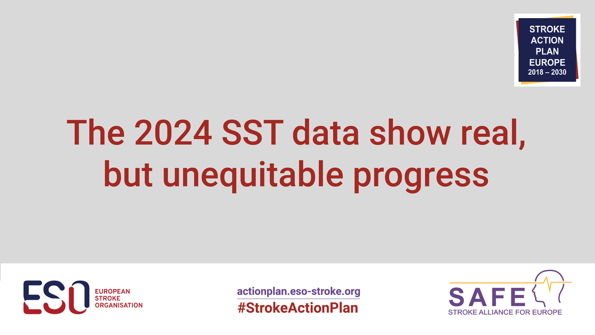 STROKE
ACTION
PLAN
EUROPE
2018 – 2030
The 2024 SST data show real,
but unequitable progress
ESO
EUROPEAN
STROKE
ORGANISATION
actionplan.eso-stroke.org
#StrokeActionPlan
SAFE
STROKE ALLIANCE FOR EUROPE